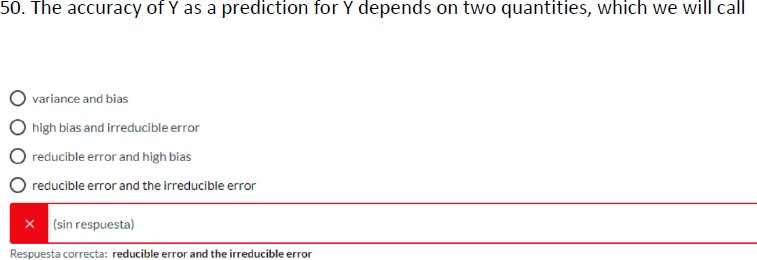 50. The accuracy of Y as a prediction for Y depends on two quantities, which we will call
variance and bias
high bias and irreducible error
reducible error and high bias
reducible error and the irreducible error
(sin respuesta)
Respuesta correcta: reducible error and the irreducible error